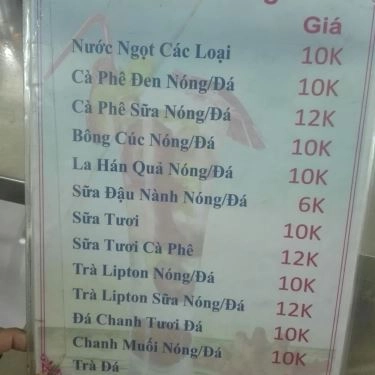 Giá
Nước Ngọt Các Loại 10K
Cà Phê Đen Nóng/Đá 10K
Cà Phê Sữa Nóng/Đá 12K
Bông Cúc Nóng/Đá 10K
La Hán Quả Nóng/Đá 10K
Sữa Đậu Nành Nóng/Đá 6K
Sữa Tươi 10K
Sữa Tươi Cà Phê 12K
Trà Lipton Nóng/Đá 10K
Trà Lipton Sữa Nóng/Đá 12K
Đá Chanh Tươi Đá 10K
Chanh Muối Nóng/Đá 10K
Trà Đá